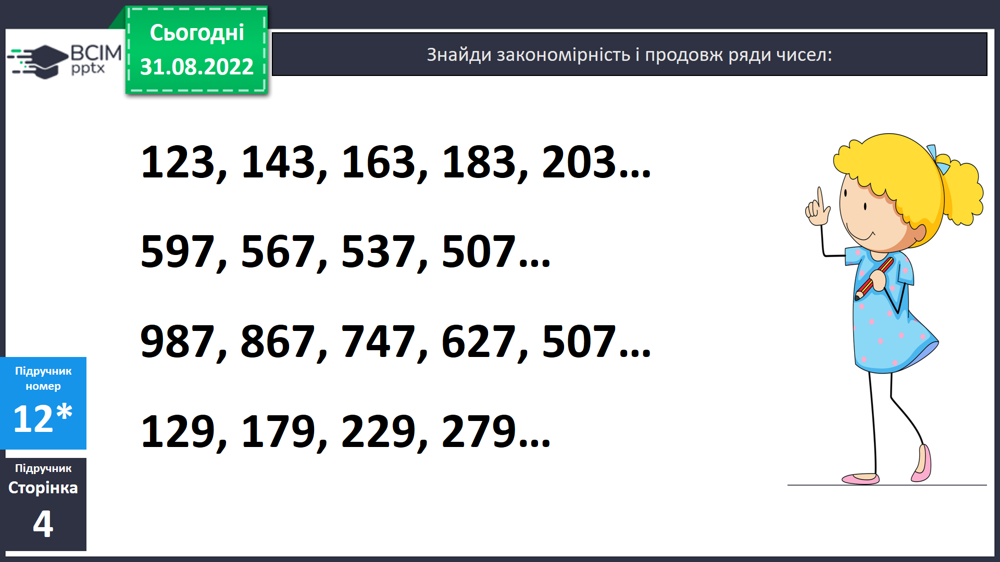 Сьогодні
31.08.2022
BCIM
pptx
Знайди закономірність і продовж ряди чисел:
123, 143, 163, 183, 203...
597, 567, 537, 507...
987, 867, 747, 627, 507...
129, 179, 229, 279...
Підручник
номер
12*
Підручник
Сторінка
4